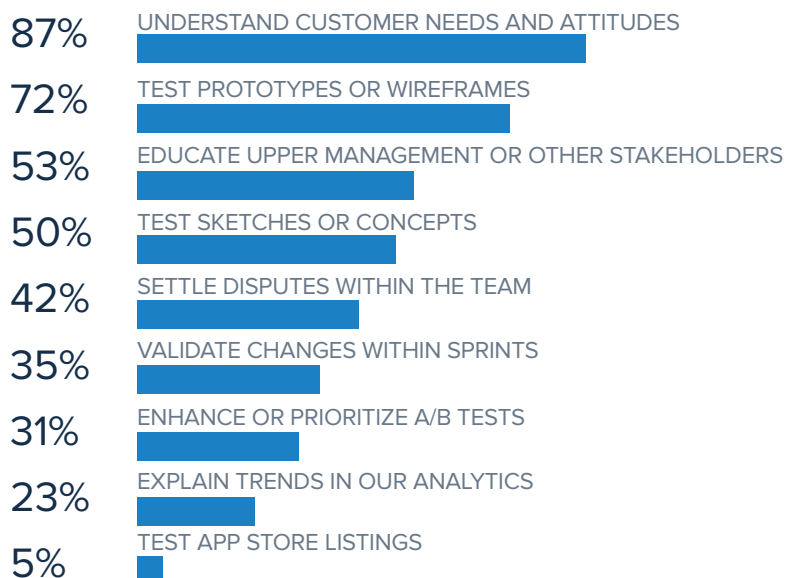 87% UNDERSTAND CUSTOMER NEEDS AND ATTITUDES
72% TEST PROTOTYPES OR WIREFRAMES
53% EDUCATE UPPER MANAGEMENT OR OTHER STAKEHOLDERS
50% TEST SKETCHES OR CONCEPTS
42% SETTLE DISPUTES WITHIN THE TEAM
35% VALIDATE CHANGES WITHIN SPRINTS
31% ENHANCE OR PRIORITIZE A/B TESTS
23% EXPLAIN TRENDS IN OUR ANALYTICS
5% TEST APP STORE LISTINGS